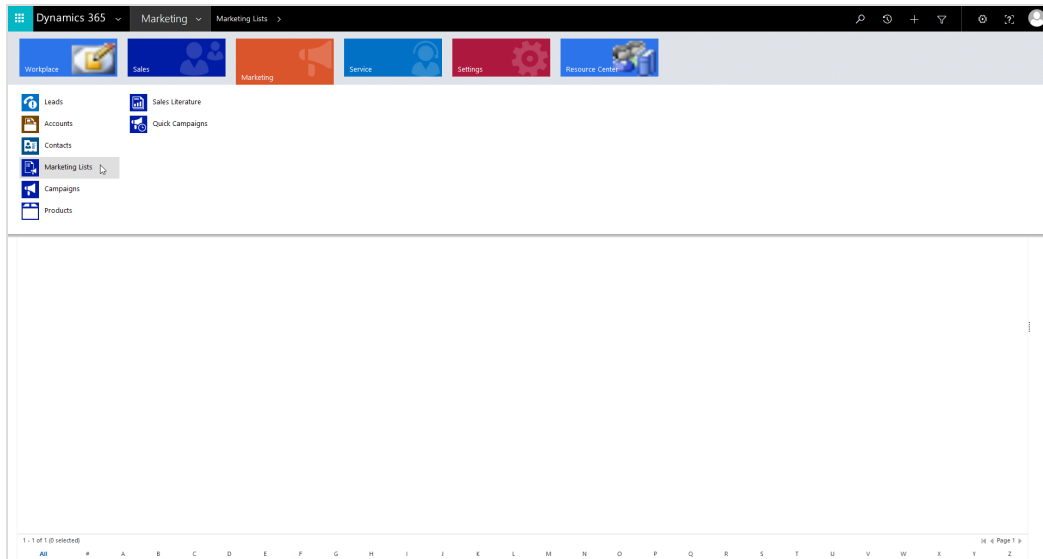 Dynamics 365 Marketing Marketing Lists >
Workplace Sales Marketing Service Settings Resource Center
Leads Sales Literature
Accounts Quick Campaigns
Contacts
Marketing Lists
Campaigns
Products
1 - 1 of 1 (0 selected) Page 1
All # A B C D E F G H I J K L M N O P Q R S T U V W X Y Z